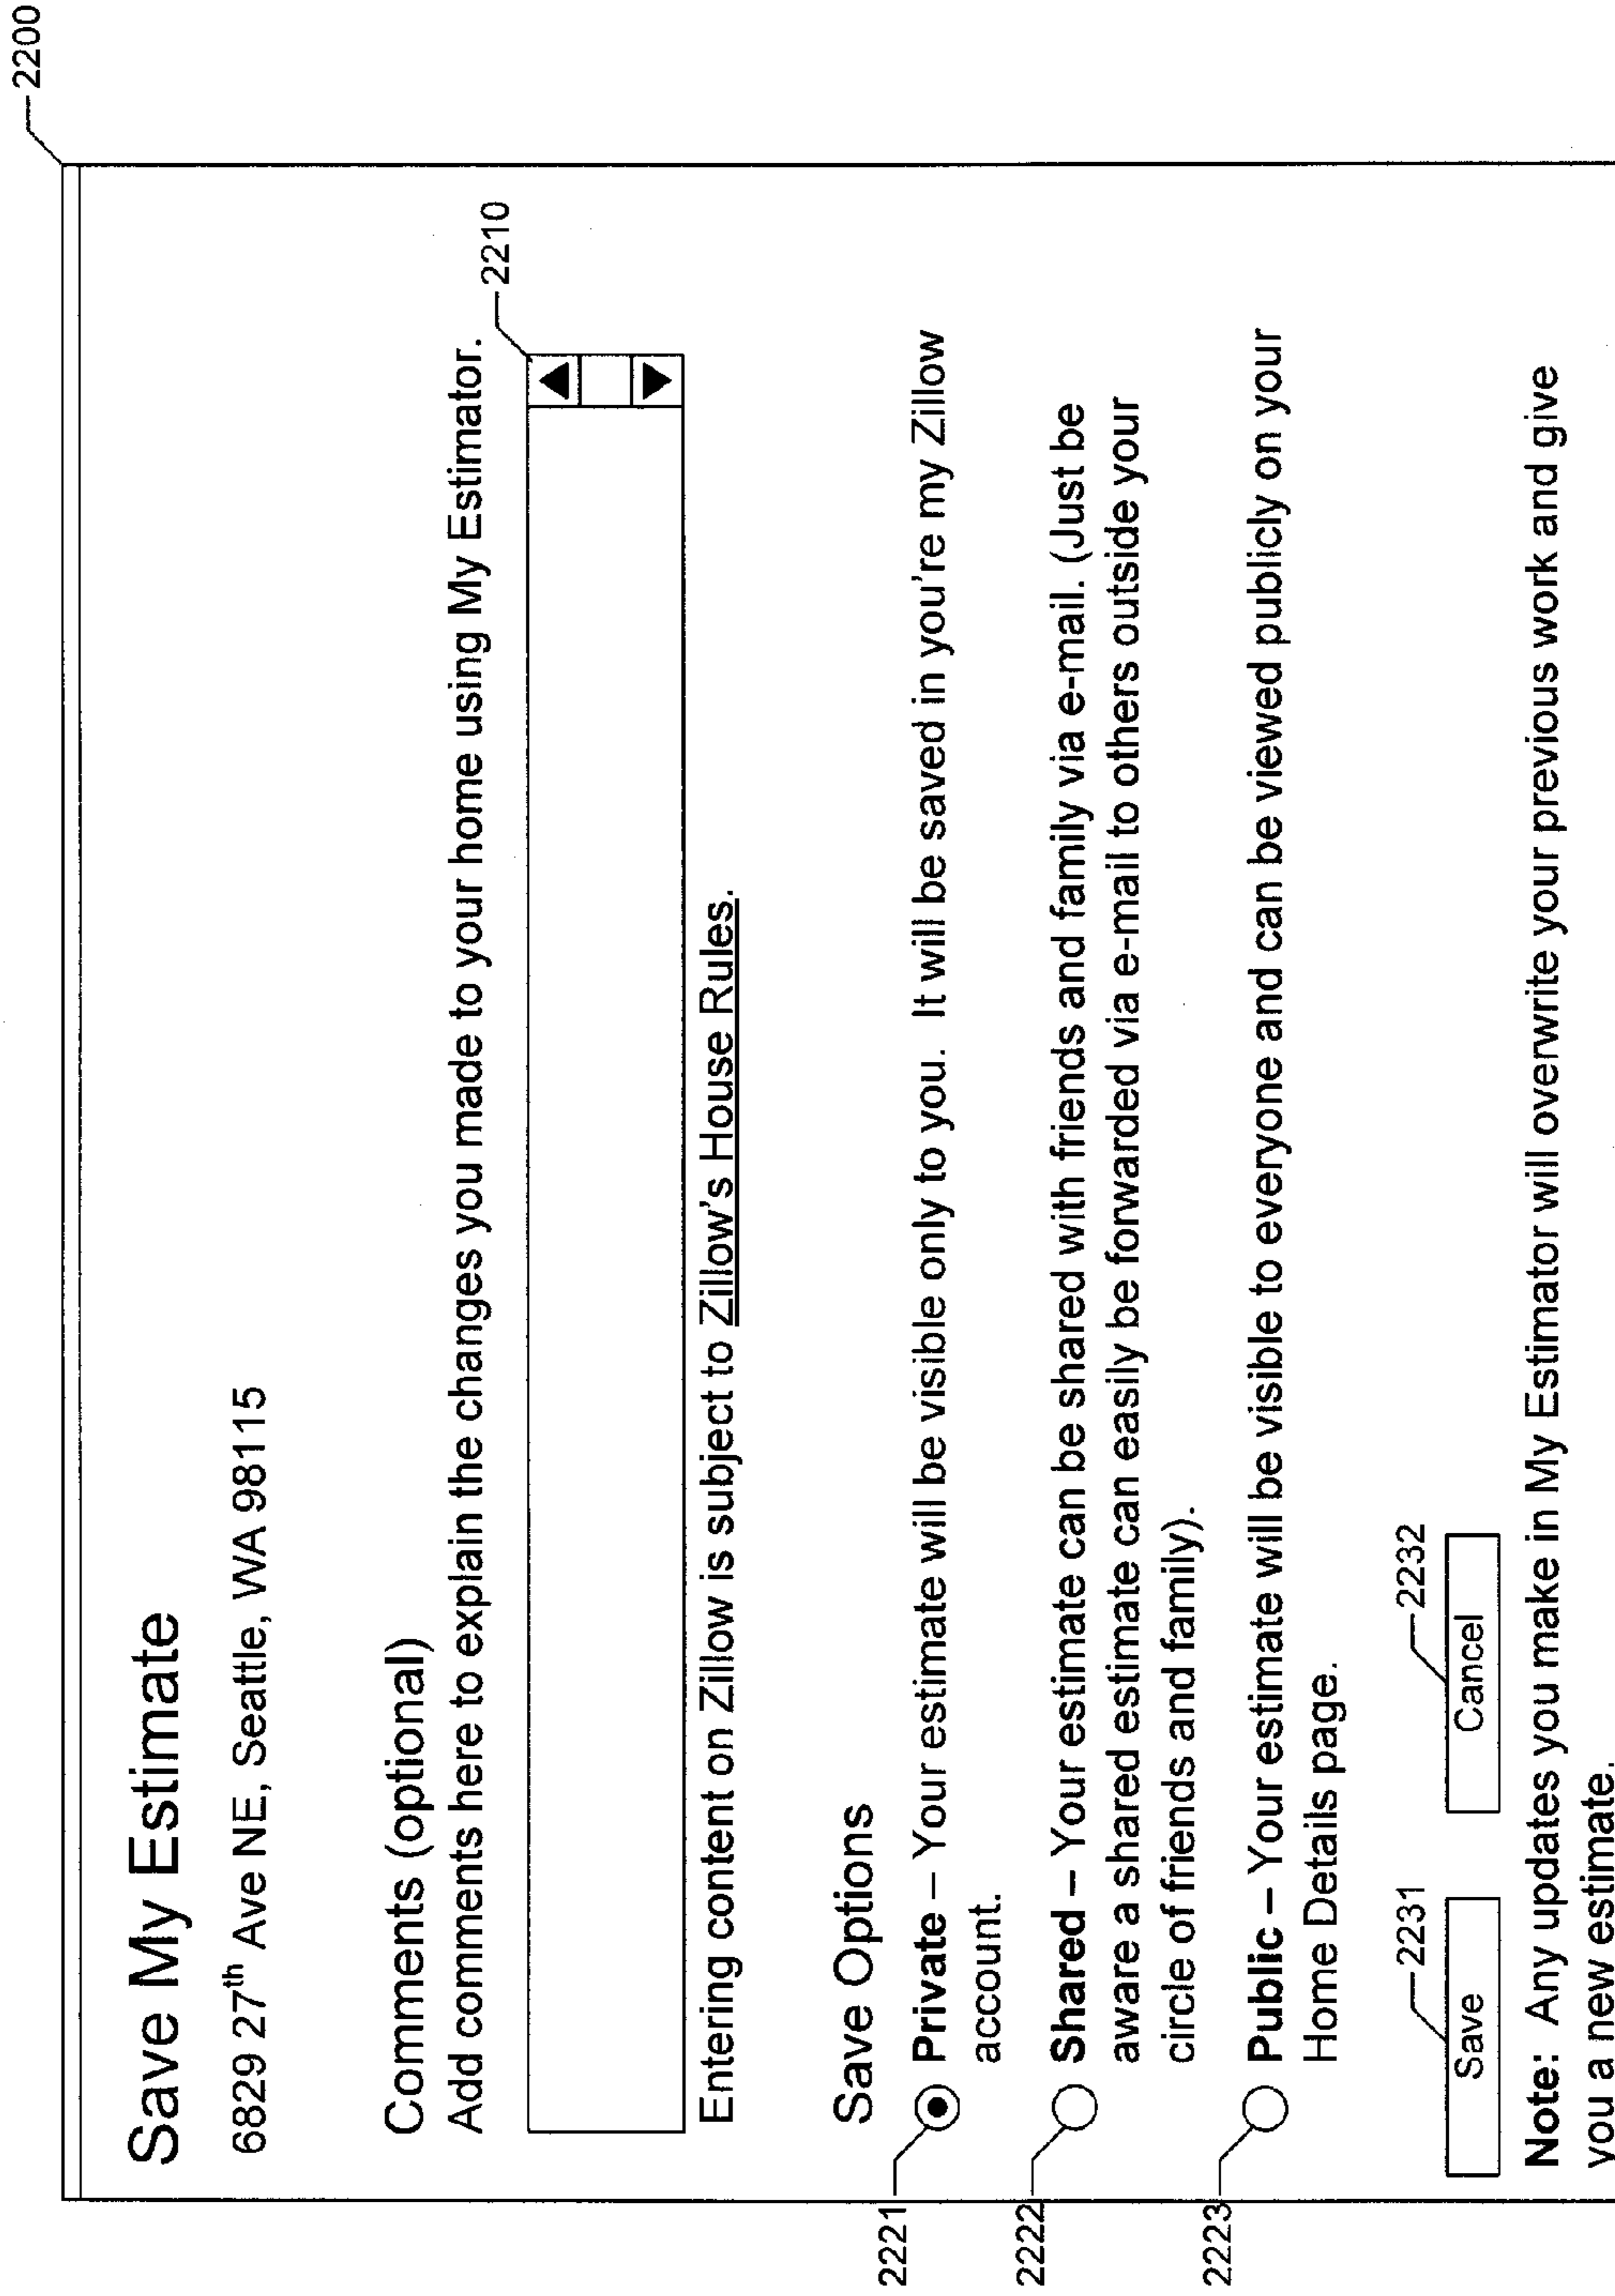 2200
Save My Estimate
6829 27th Ave NE, Seattle, WA 98115
Comments (optional)
Add comments here to explain the changes you made to your home using My Estimator.
2210
Entering content on Zillow is subject to Zillow's House Rules.
Save Options
2221
Private – Your estimate will be visible only to you. It will be saved in you're my Zillow
account.
2222
Shared – Your estimate can be shared with friends and family via e-mail. (Just be
aware a shared estimate can easily be forwarded via e-mail to others outside your
circle of friends and family).
2223
Public – Your estimate will be visible to everyone and can be viewed publicly on your
Home Details page.
2231
2232
Save
Cancel
Note: Any updates you make in My Estimator will overwrite your previous work and give
you a new estimate.